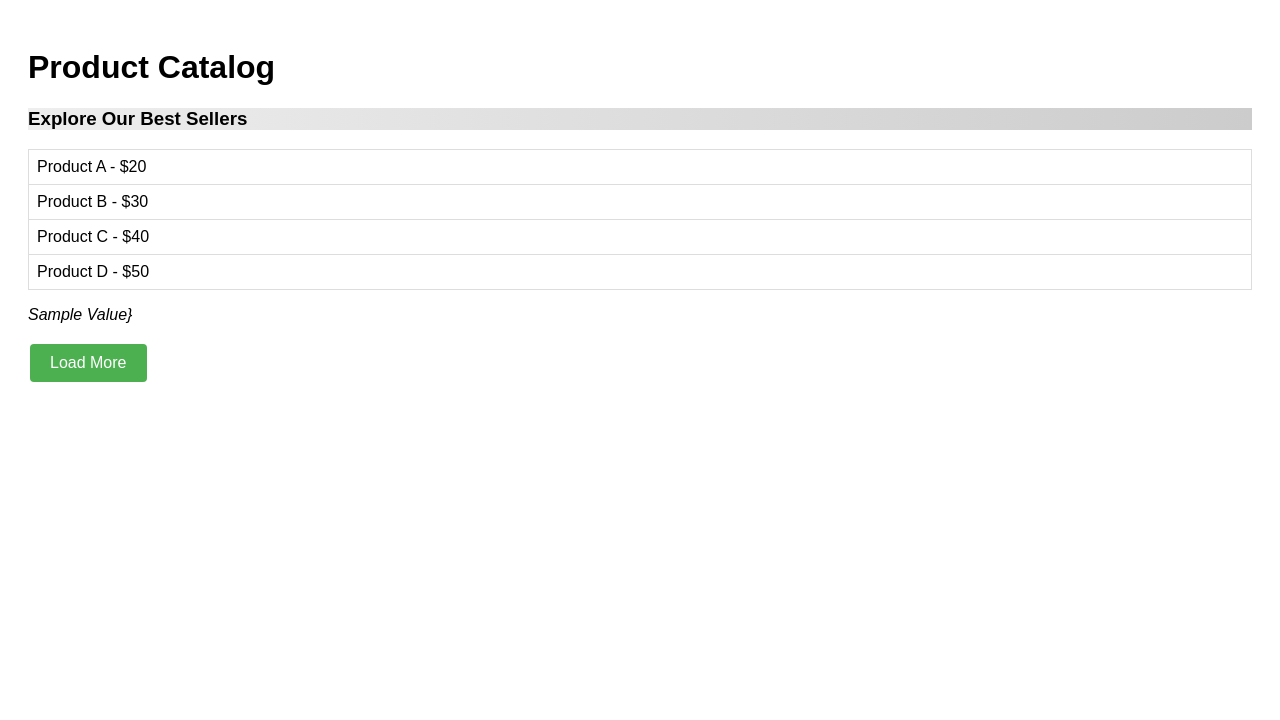 Product Catalog
Explore Our Best Sellers
Product A - $20
Product B - $30
Product C - $40
Product D - $50
Sample Value}
Load More